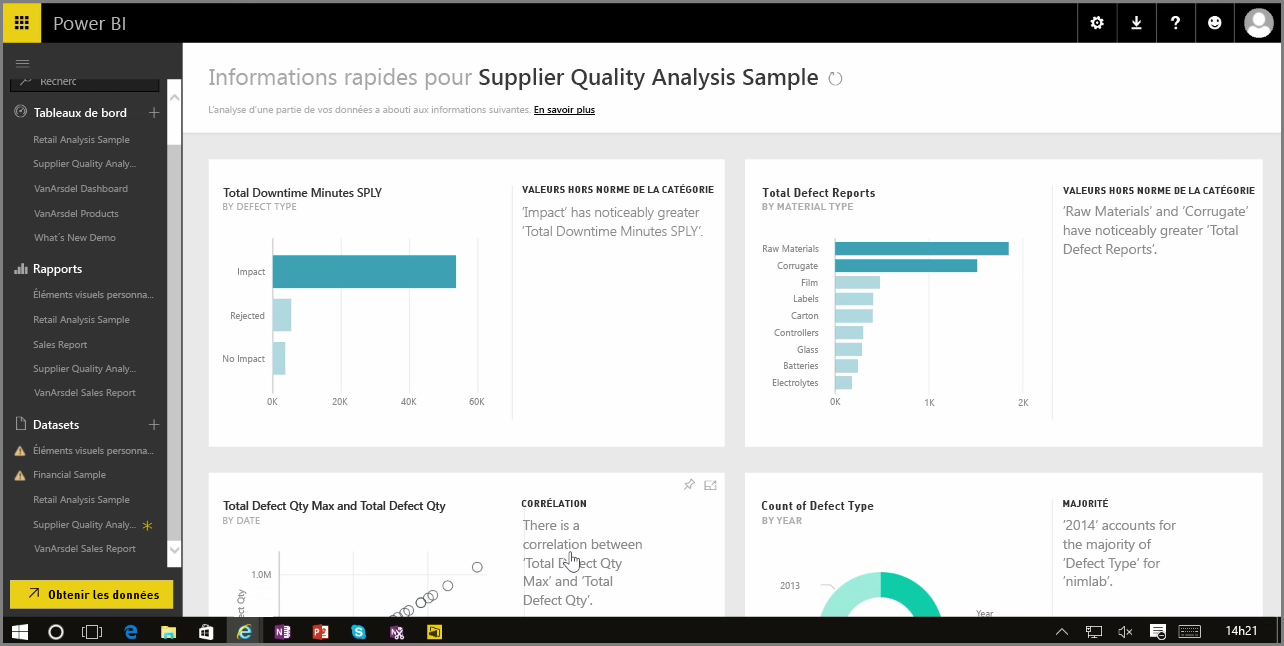 Power BI
Recherc
Tableaux de bord
Retail Analysis Sample
Supplier Quality Analy...
VanArsdel Dashboard
VanArsdel Products
What´s New Demo
Rapports
Éléments visuels personna...
Retail Analysis Sample
Sales Report
Supplier Quality Analy...
VanArsdel Sales Report
Datasets
Éléments visuels personna...
Financial Sample
Retail Analysis Sample
Supplier Quality Analy...
VanArsdel Sales Report
Obtenir les données
Informations rapides pour Supplier Quality Analysis Sample
L'analyse d'une partie de vos données a abouti aux informations suivantes. En savoir plus
Total Downtime Minutes SPLY
BY DEFECT TYPE
Impact
Rejected
No Impact
0K 20K 40K 60K
VALEURS HORS NORME DE LA CATÉGORIE
'Impact' has noticeably greater
'Total Downtime Minutes SPLY'.
Total Defect Reports
BY MATERIAL TYPE
Raw Materials
Corrugate
Film
Labels
Carton
Controllers
Glass
Batteries
Electrolytes
0K 1K 2K
VALEURS HORS NORME DE LA CATÉGORIE
'Raw Materials' and 'Corrugate'
have noticeably greater 'Total
Defect Reports'.
Total Defect Qty Max and Total Defect Qty
BY DATE
1.0M
ect Qty
CORRÉLATION
There is a
correlation between
'Total Defect Qty
Max' and 'Total
Defect Qty'.
Count of Defect Type
BY YEAR
2013
Year
MAJORITÉ
'2014' accounts for
the majority of
'Defect Type' for
'nimlab'.
14h21